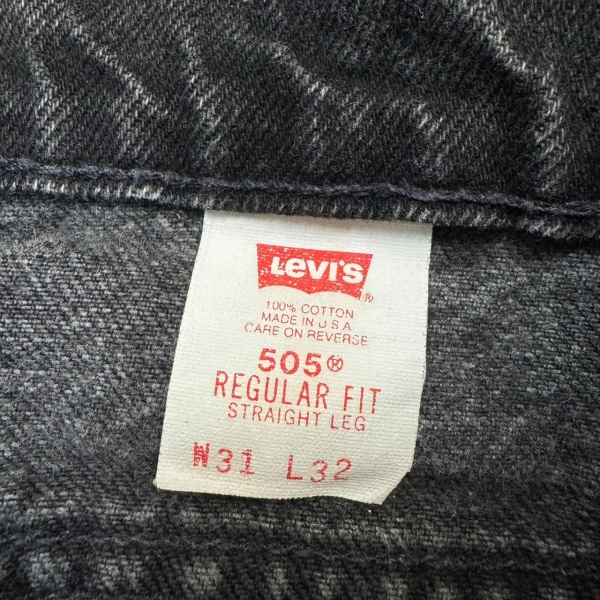 Levi's ®
100% COTTON
MADE IN U S A
CARE ON REVERSE
505®
REGULAR FIT
STRAIGHT LEG
W31 L32